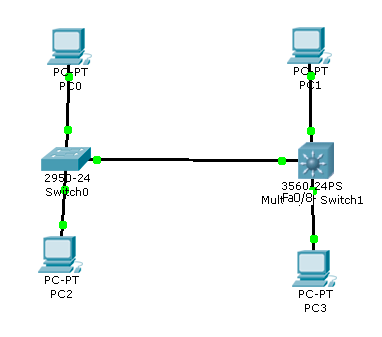 PC-PT
PC0
PC-PT
PC1
2950-24
Switch0
3560-24PS
Fa0/8
Switch1
PC-PT
PC2
PC-PT
PC3